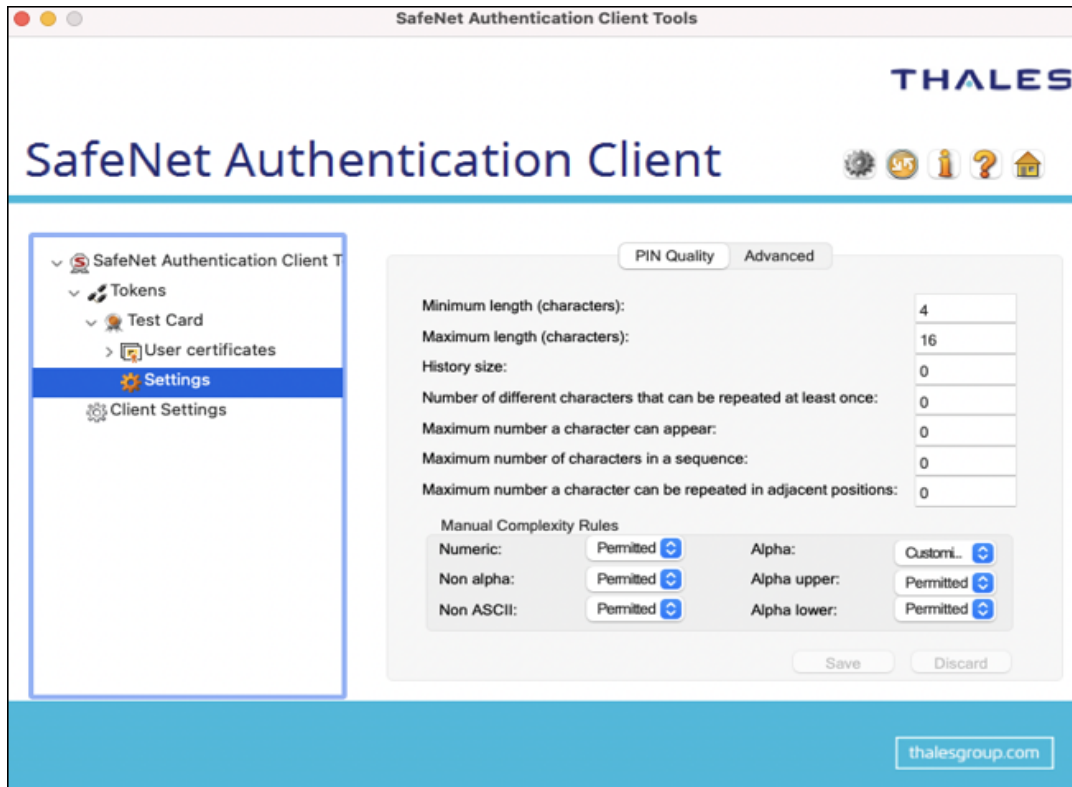 SafeNet Authentication Client Tools
THALES
SafeNet Authentication Client
SafeNet Authentication Client T
Tokens
Test Card
User certificates
Settings
Client Settings
PIN Quality Advanced
Minimum length (characters): 4
Maximum length (characters): 16
History size: 0
Number of different characters that can be repeated at least once: 0
Maximum number a character can appear: 0
Maximum number of characters in a sequence: 0
Maximum number a character can be repeated in adjacent positions: 0
Manual Complexity Rules
Numeric: Permitted Alpha: Customi...
Non alpha: Permitted Alpha upper: Permitted
Non ASCII: Permitted Alpha lower: Permitted
Save Discard
thalesgroup.com